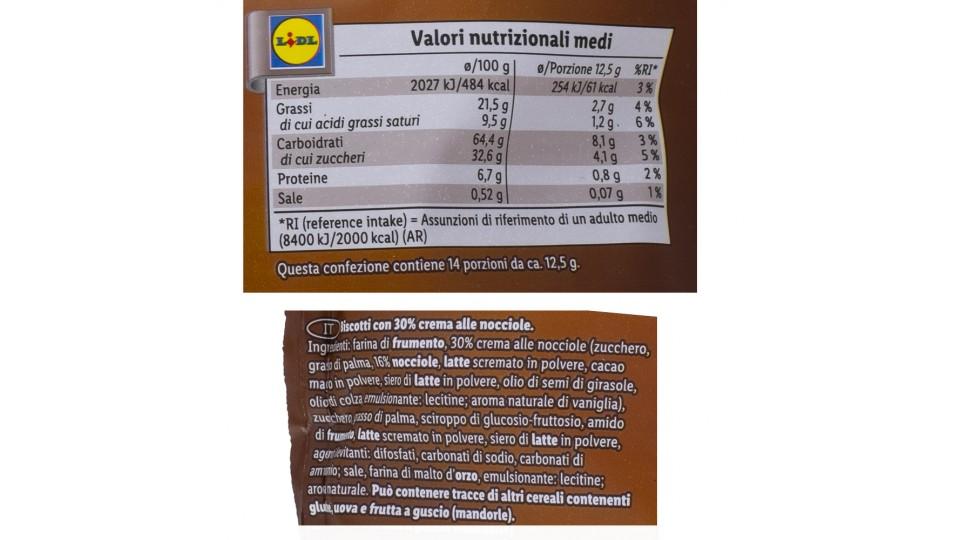 LIDL
Valori nutrizionali medi
ø/100 g ø/Porzione 12,5 g %RI*
Energia 2027 kJ/484 kcal 254 kJ/61 kcal 3 %
Grassi 21,5 g 2,7 g 4 %
di cui acidi grassi saturi 9,5 g 1,2 g 6 %
Carboidrati 64,4 g 8,1 g 3 %
di cui zuccheri 32,6 g 4,1 g 5 %
Proteine 6,7 g 0,8 g 2 %
Sale 0,52 g 0,07 g 1 %
*RI (reference intake) = Assunzioni di riferimento di un adulto medio
(8400 kJ/2000 kcal) (AR)
Questa confezione contiene 14 porzioni da ca. 12,5 g.
IT Biscotti con 30% crema alle nocciole.
Ingredienti: farina di frumento, 30% crema alle nocciole (zucchero,
di palma, 16% nocciole, latte scremato in polvere, cacao
in polvere, siero di latte in polvere, olio di semi di girasole,
di colza emulsionante: lecitine; aroma naturale di vaniglia),
zucchero, di palma, sciroppo di glucosio-fruttosio, amido
di latte scremato in polvere, siero di latte in polvere,
difosfati, carbonati di sodio, carbonati di
sale, farina di malto d'orzo, emulsionante: lecitine;
naturale. Può contenere tracce di altri cereali contenenti
uova e frutta a guscio (mandorle).